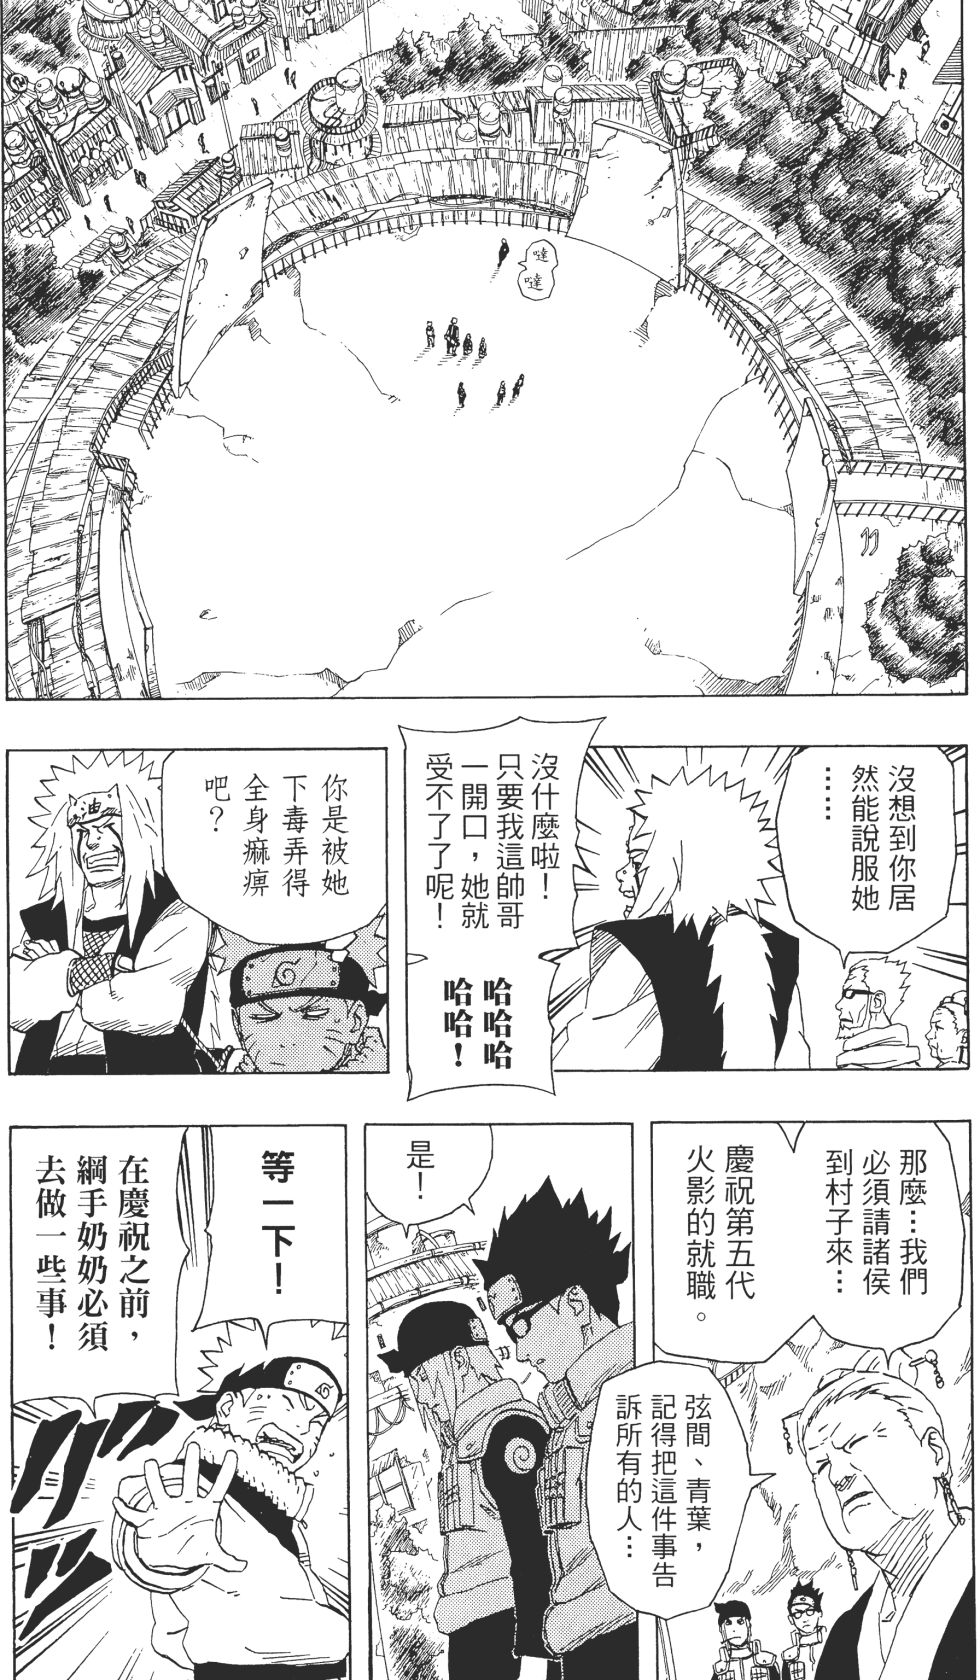 噠
噠
沒想到你居
然能說服她
……
沒什麼啦！
只要我這帥哥
一開口，她就
受不了了呢！
哈哈哈
哈哈！
你是被她
下毒弄得
全身痲痹
吧？
油
那麼…我們
必須請諸侯
到村子來…
慶祝第五代
火影的就職。
弦間、青葉，
記得把這件事告
訴所有的人…
是！
等一下！
在慶祝之前，
綱手奶奶必須
去做一些事！